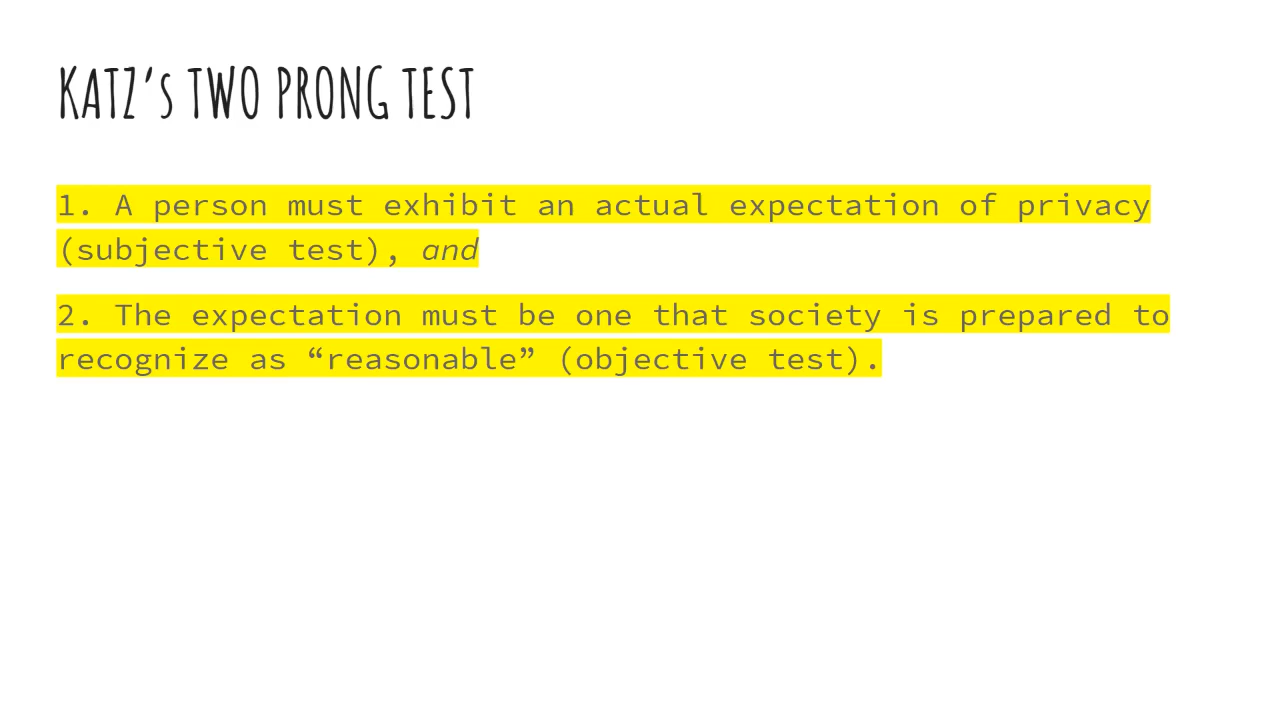 KATZ’s TWO PRONG TEST
1. A person must exhibit an actual expectation of privacy
(subjective test), and
2. The expectation must be one that society is prepared to
recognize as “reasonable” (objective test).